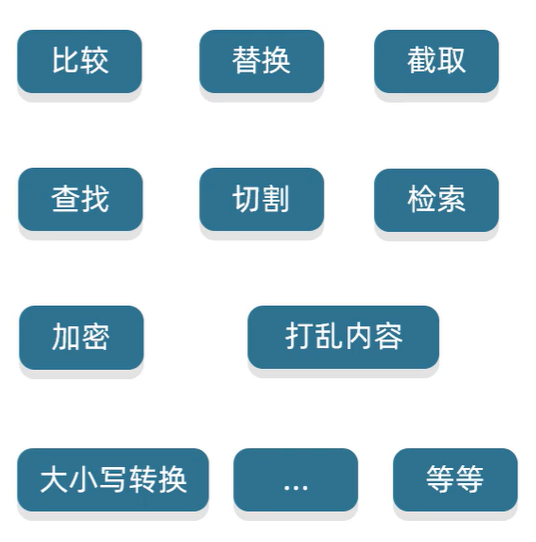 比较 替换 截取
查找 切割 检索
加密 打乱内容
大小写转换 ... 等等